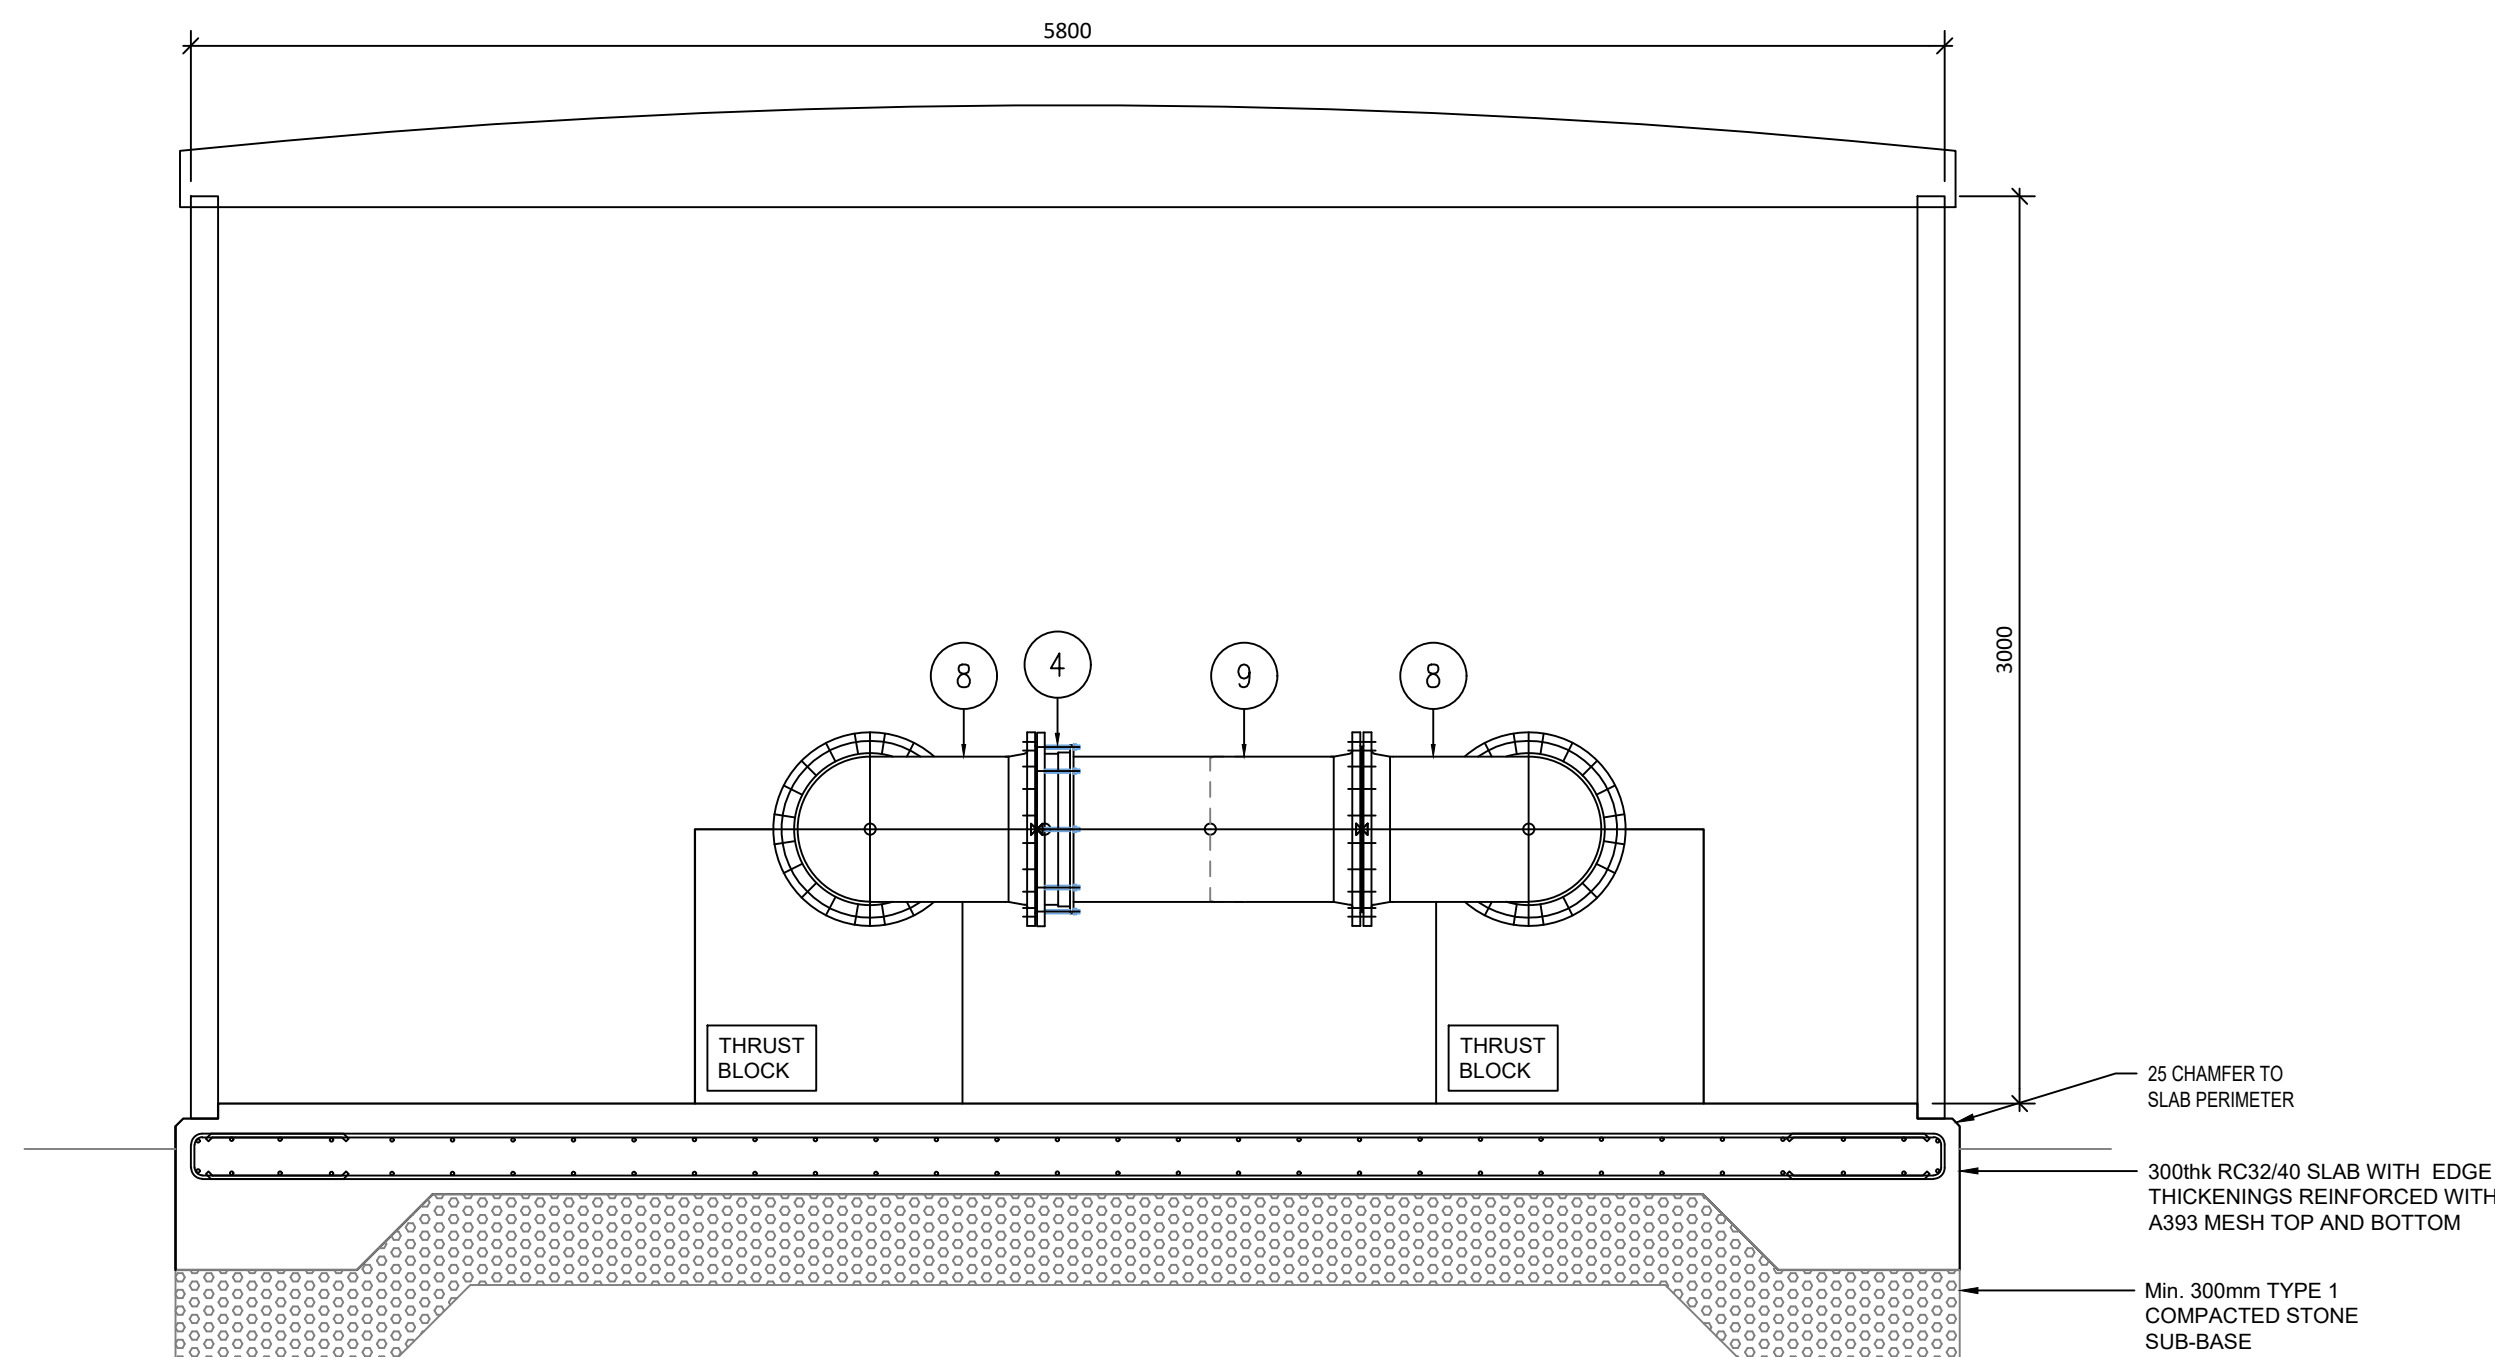 5800
3000
8
4
9
8
THRUST
BLOCK
THRUST
BLOCK
25 CHAMFER TO
SLAB PERIMETER
300thk RC32/40 SLAB WITH EDGE
THICKENINGS REINFORCED WITH
A393 MESH TOP AND BOTTOM
Min. 300mm TYPE 1
COMPACTED STONE
SUB-BASE